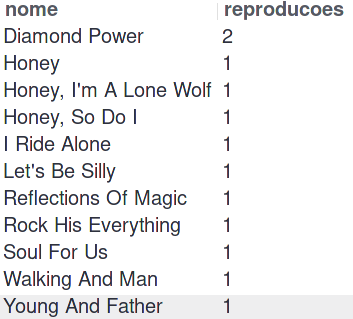 nome reproducoes
Diamond Power 2
Honey 1
Honey, I'm A Lone Wolf 1
Honey, So Do I 1
I Ride Alone 1
Let's Be Silly 1
Reflections Of Magic 1
Rock His Everything 1
Soul For Us 1
Walking And Man 1
Young And Father 1